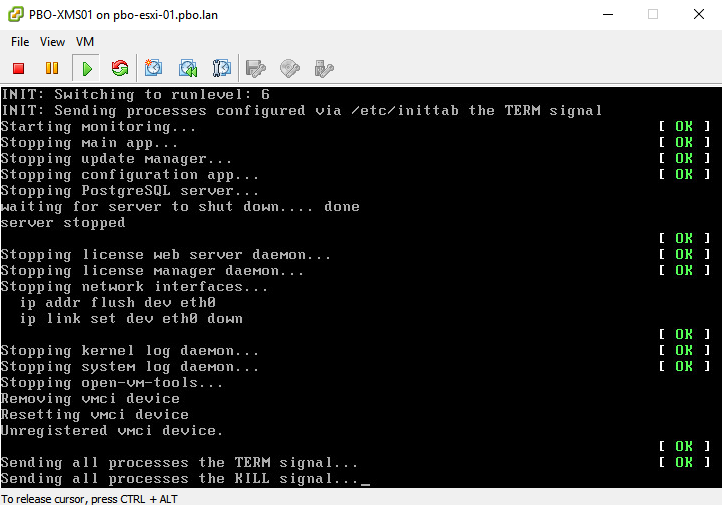 PBO-XMS01 on pbo-esxi-01.pbo.lan
File View VM
INIT: Switching to runlevel: 6
INIT: Sending processes configured via /etc/inittab the TERM signal
Starting monitoring... [ OK ]
Stopping main app... [ OK ]
Stopping update manager... [ OK ]
Stopping configuration app... [ OK ]
Stopping PostgreSQL server...
waiting for server to shut down.... done
server stopped
[ OK ]
Stopping license web server daemon... [ OK ]
Stopping license manager daemon... [ OK ]
Stopping network interfaces...
ip addr flush dev eth0
ip link set dev eth0 down
[ OK ]
Stopping kernel log daemon... [ OK ]
Stopping system log daemon... [ OK ]
Stopping open-vm-tools...
Removing vmci device
Resetting vmci device
Unregistered vmci device.
[ OK ]
Sending all processes the TERM signal... [ OK ]
Sending all processes the KILL signal..._
To release cursor, press CTRL + ALT